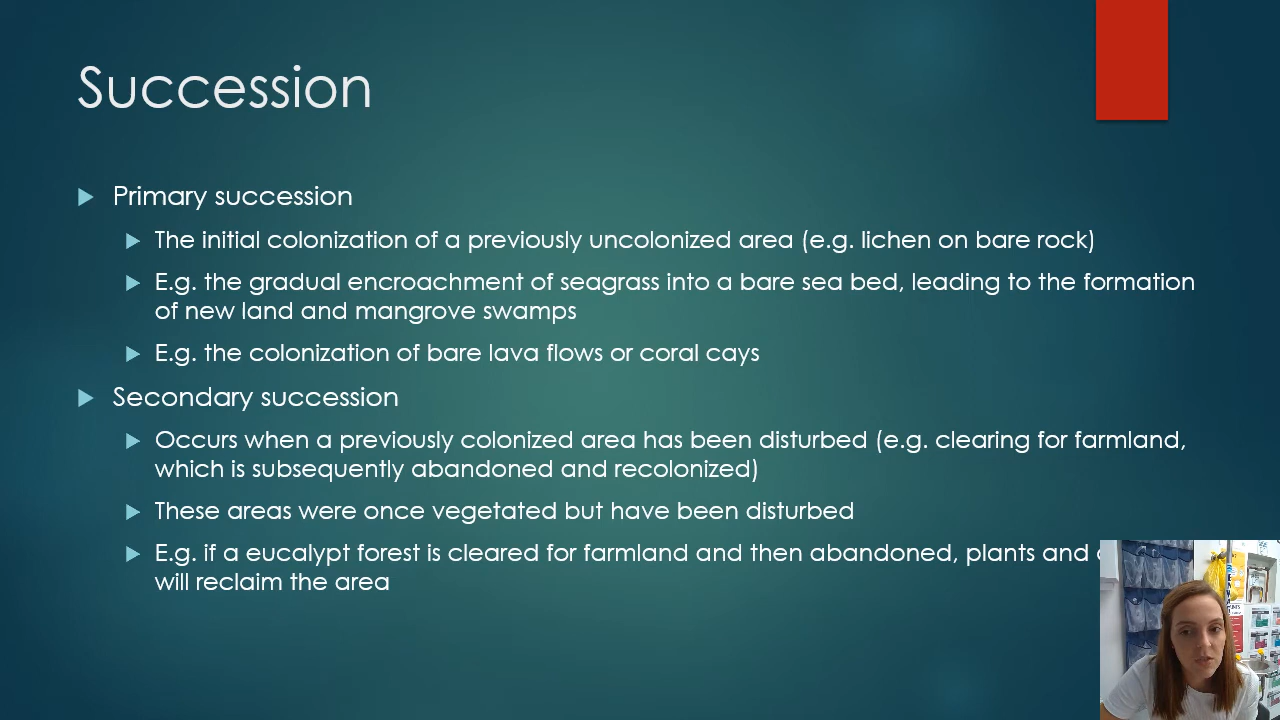 Succession
Primary succession
The initial colonization of a previously uncolonized area (e.g. lichen on bare rock)
E.g. the gradual encroachment of seagrass into a bare sea bed, leading to the formation
of new land and mangrove swamps
E.g. the colonization of bare lava flows or coral cays
Secondary succession
Occurs when a previously colonized area has been disturbed (e.g. clearing for farmland,
which is subsequently abandoned and recolonized)
These areas were once vegetated but have been disturbed
E.g. if a eucalypt forest is cleared for farmland and then abandoned, plants and
will reclaim the area